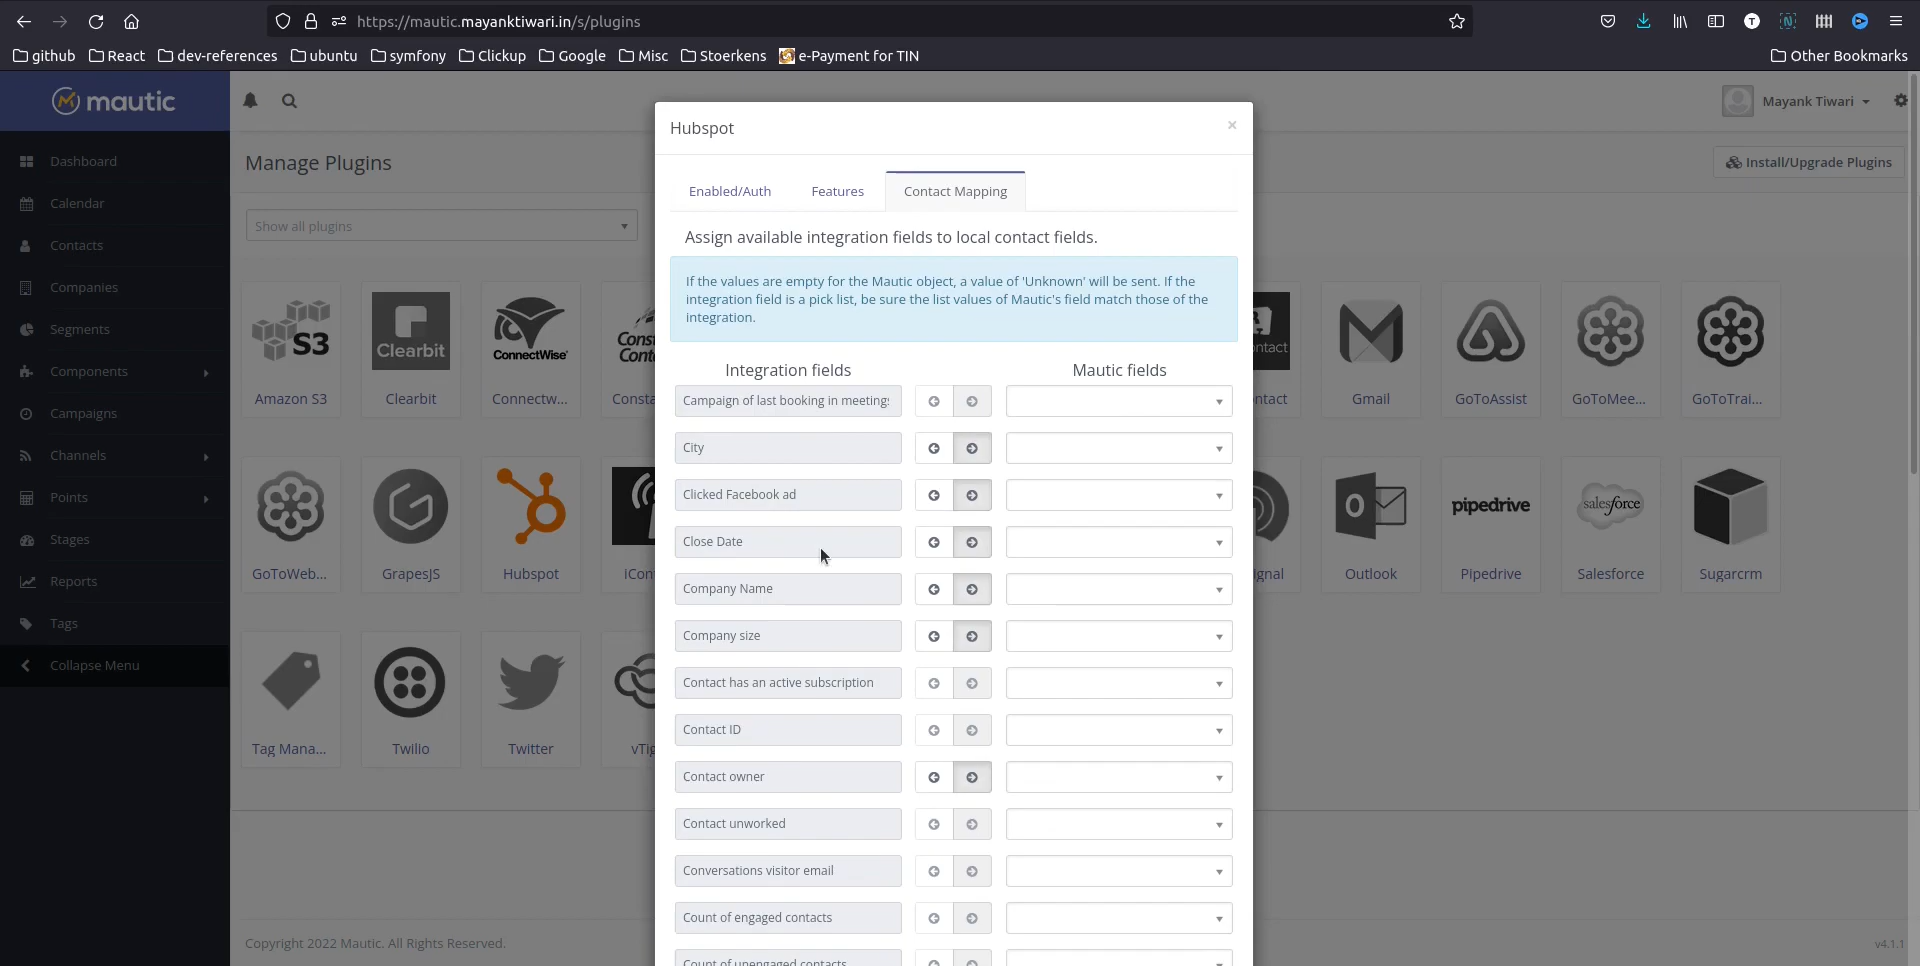 https://mautic.mayanktiwari.in/s/plugins
github
React
dev-references
ubuntu
symfony
Clickup
Google
Misc
Stoerkens
e-Payment for TIN
Other Bookmarks
mautic
Mayank Tiwari
Dashboard
Calendar
Contacts
Companies
Segments
Components
Campaigns
Channels
Points
Stages
Reports
Tags
Collapse Menu
Manage Plugins
Install/Upgrade Plugins
Show all plugins
S3
Clearbit
ConnectWise
Amazon S3
Clearbit
Connectw...
Gmail
GoToAssist
GoToMee...
GoToTrai...
pipedrive
salesforce
GoToWeb...
GrapesJS
Hubspot
Outlook
Pipedrive
Salesforce
Sugarcrm
Tag Mana...
Twilio
Twitter
Hubspot
×
Enabled/Auth
Features
Contact Mapping
Assign available integration fields to local contact fields.
If the values are empty for the Mautic object, a value of 'Unknown' will be sent. If the
integration field is a pick list, be sure the list values of Mautic's field match those of the
integration.
Integration fields
Mautic fields
Campaign of last booking in meetings
City
Clicked Facebook ad
Close Date
Company Name
Company size
Contact has an active subscription
Contact ID
Contact owner
Contact unworked
Conversations visitor email
Count of engaged contacts
Count of unengaged contacts
Copyright 2022 Mautic. All Rights Reserved.
v4.1.1